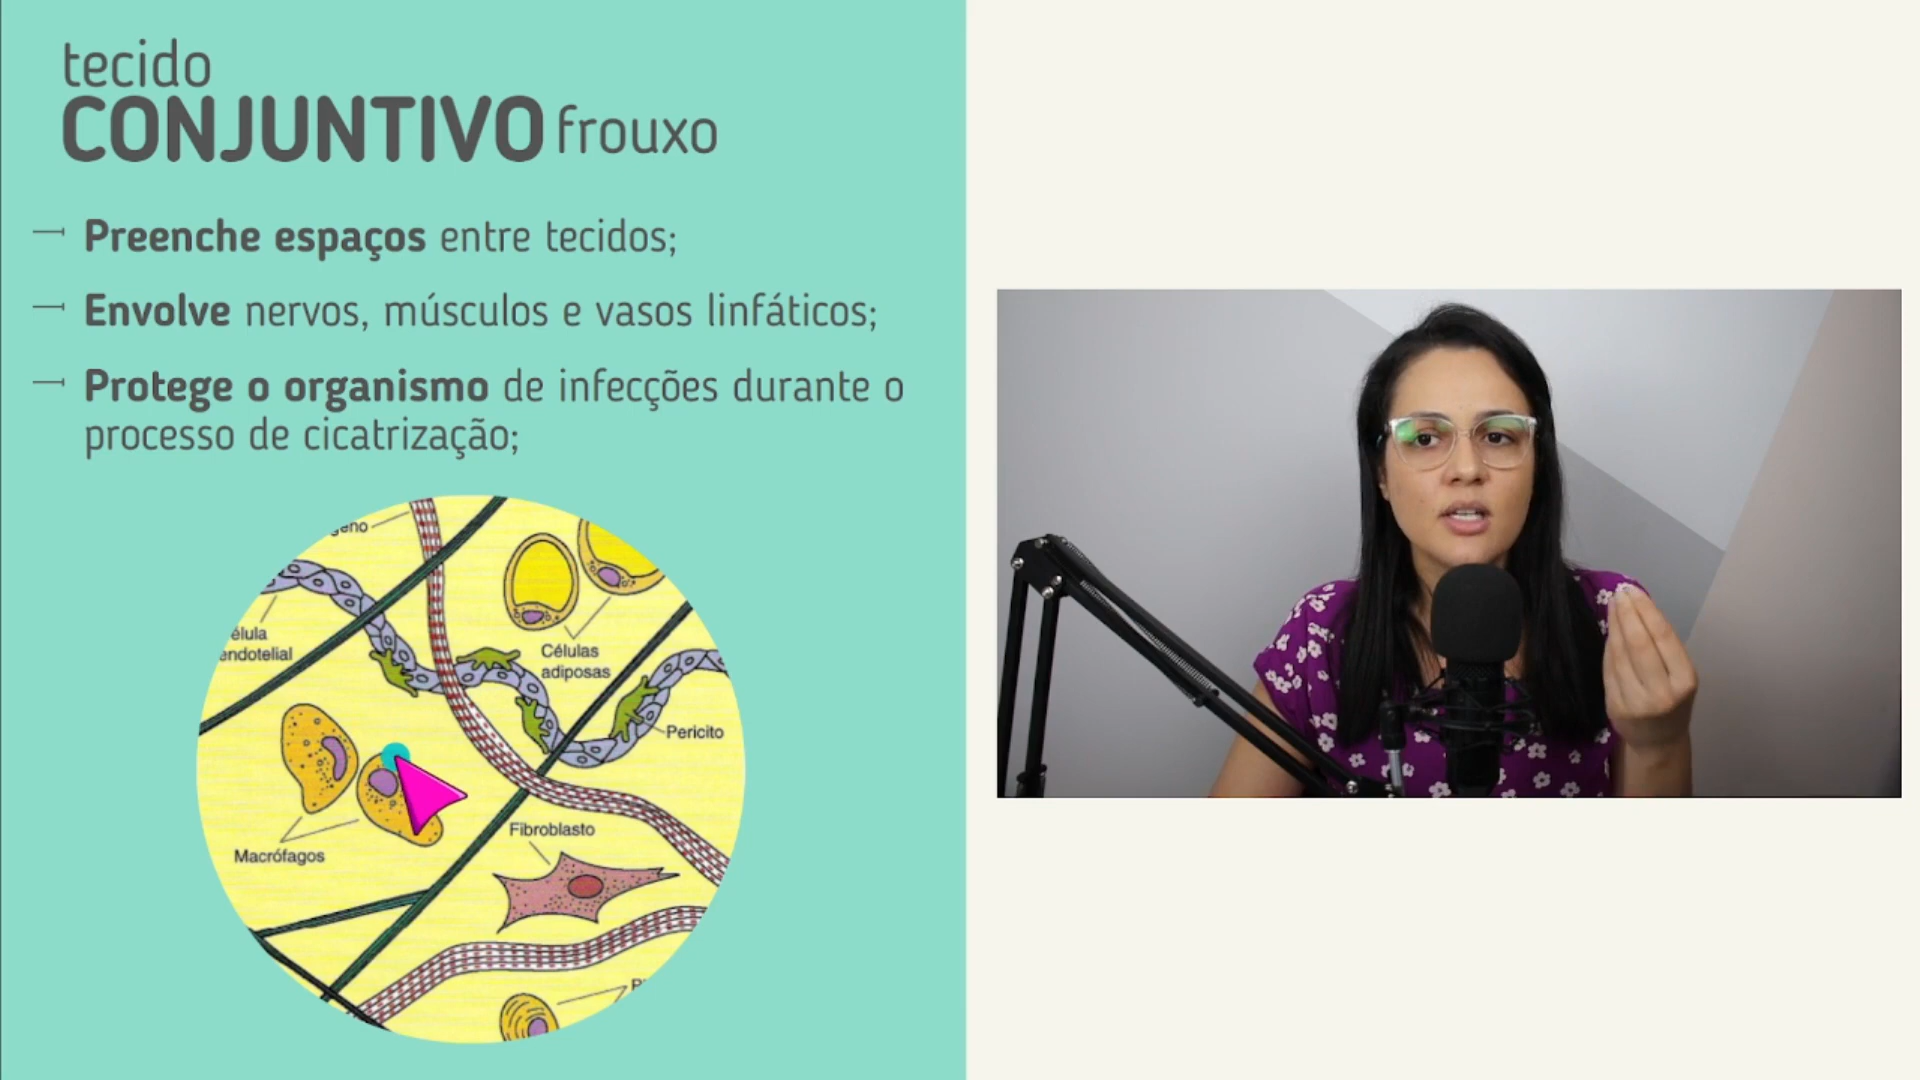 tecido
CONJUNTIVO frouxo
Preenche espaços entre tecidos;
Envolve nervos, músculos e vasos linfáticos;
Protege o organismo de infecções durante o
processo de cicatrização;
Células
adiposas
endotelial
Pericito
Fibroblasto
Macrófagos